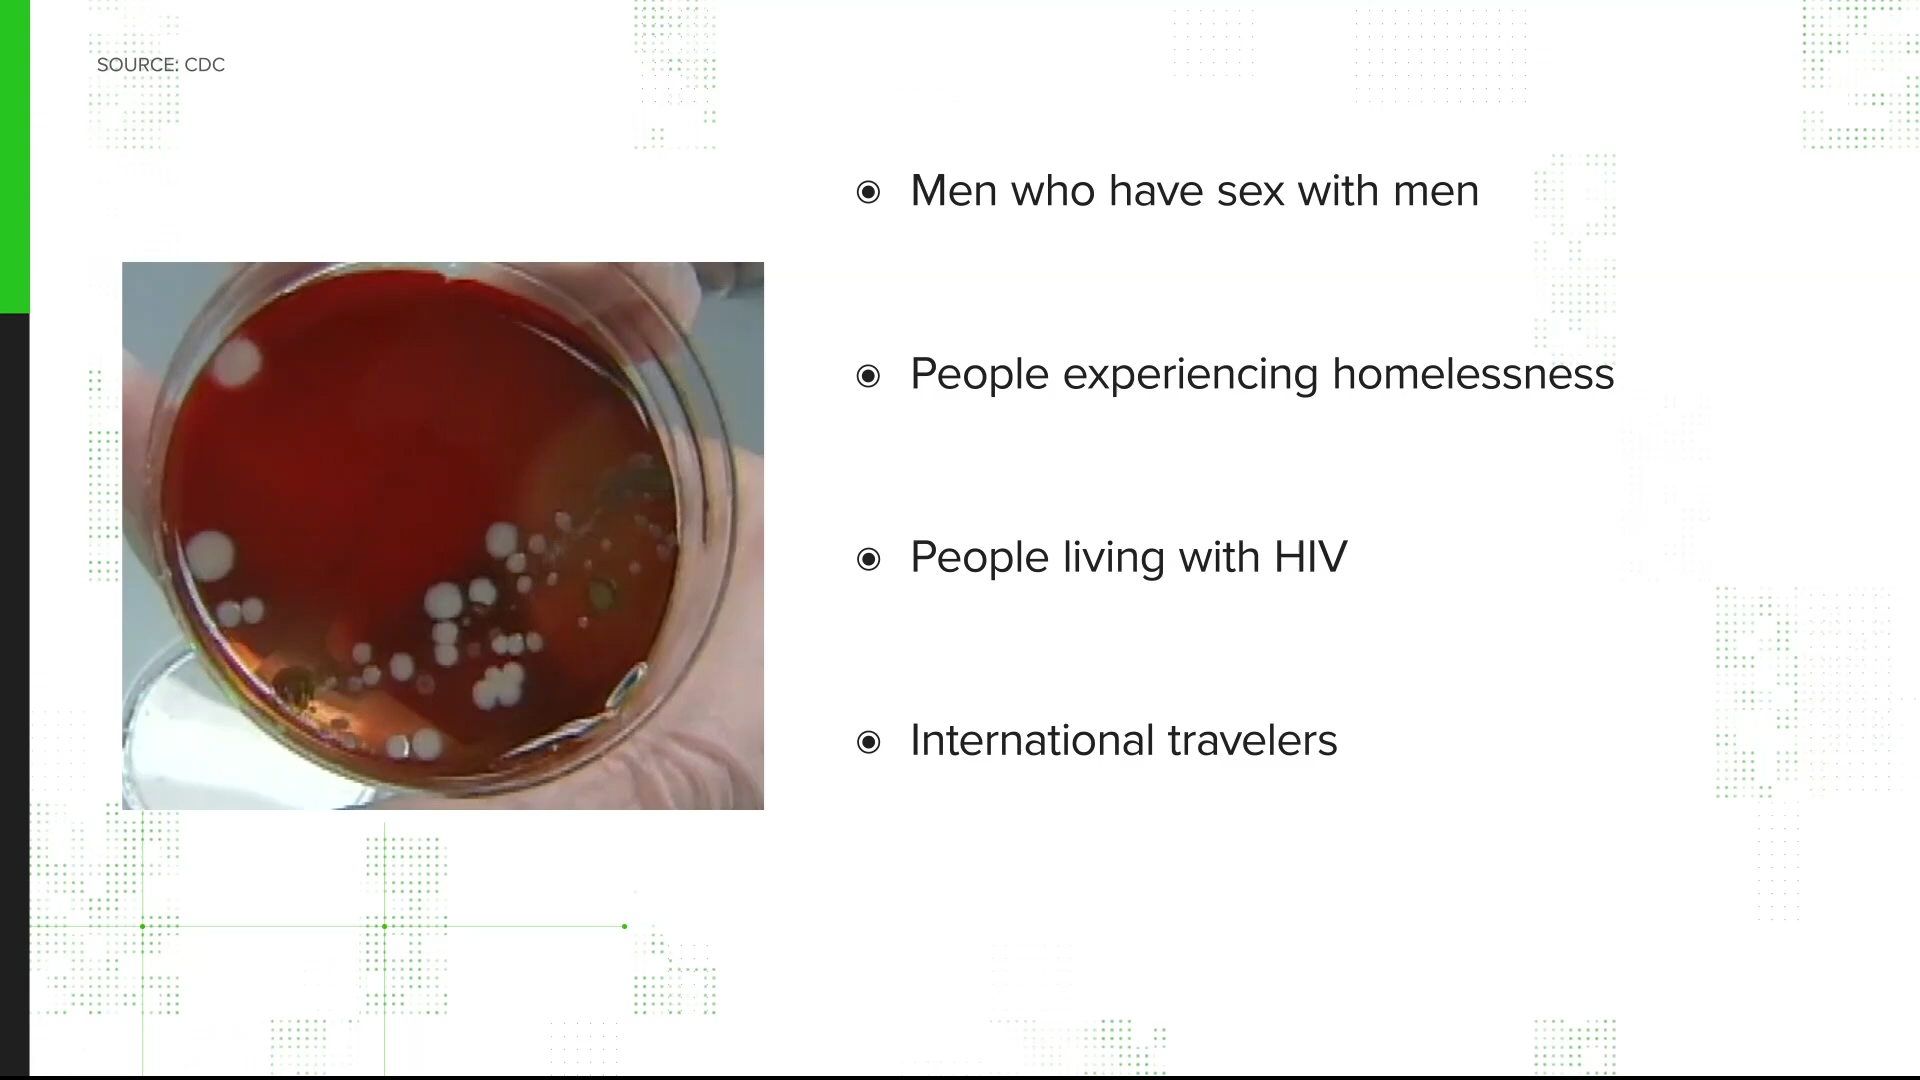 SOURCE: CDC
Men who have sex with men
People experiencing homelessness
People living with HIV
International travelers